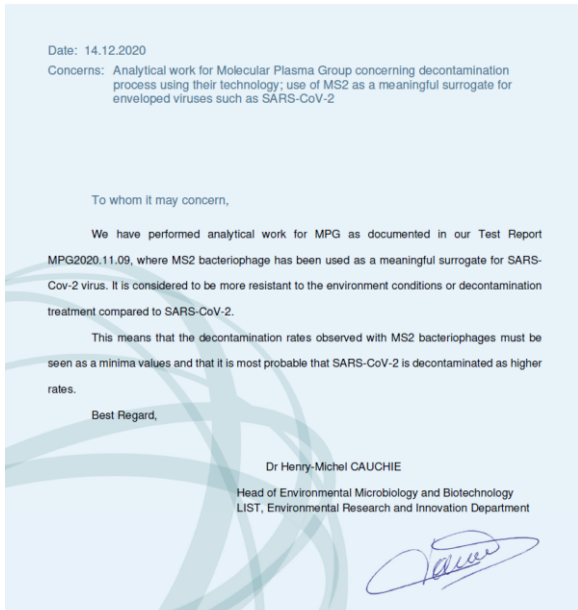 Date: 14.12.2020
Concerns: Analytical work for Molecular Plasma Group concerning decontamination
process using their technology; use of MS2 as a meaningful surrogate for
enveloped viruses such as SARS-CoV-2
To whom it may concern,
We have performed analytical work for MPG as documented in our Test Report
MPG2020.11.09, where MS2 bacteriophage has been used as a meaningful surrogate for SARS-
Cov-2 virus. It is considered to be more resistant to the environment conditions or decontamination
treatment compared to SARS-CoV-2.
This means that the decontamination rates observed with MS2 bacteriophages must be
seen as a minima values and that it is most probable that SARS-CoV-2 is decontaminated as higher
rates.
Best Regard,
Dr Henry-Michel CAUCHIE
Head of Environmental Microbiology and Biotechnology
LIST, Environmental Research and Innovation Department